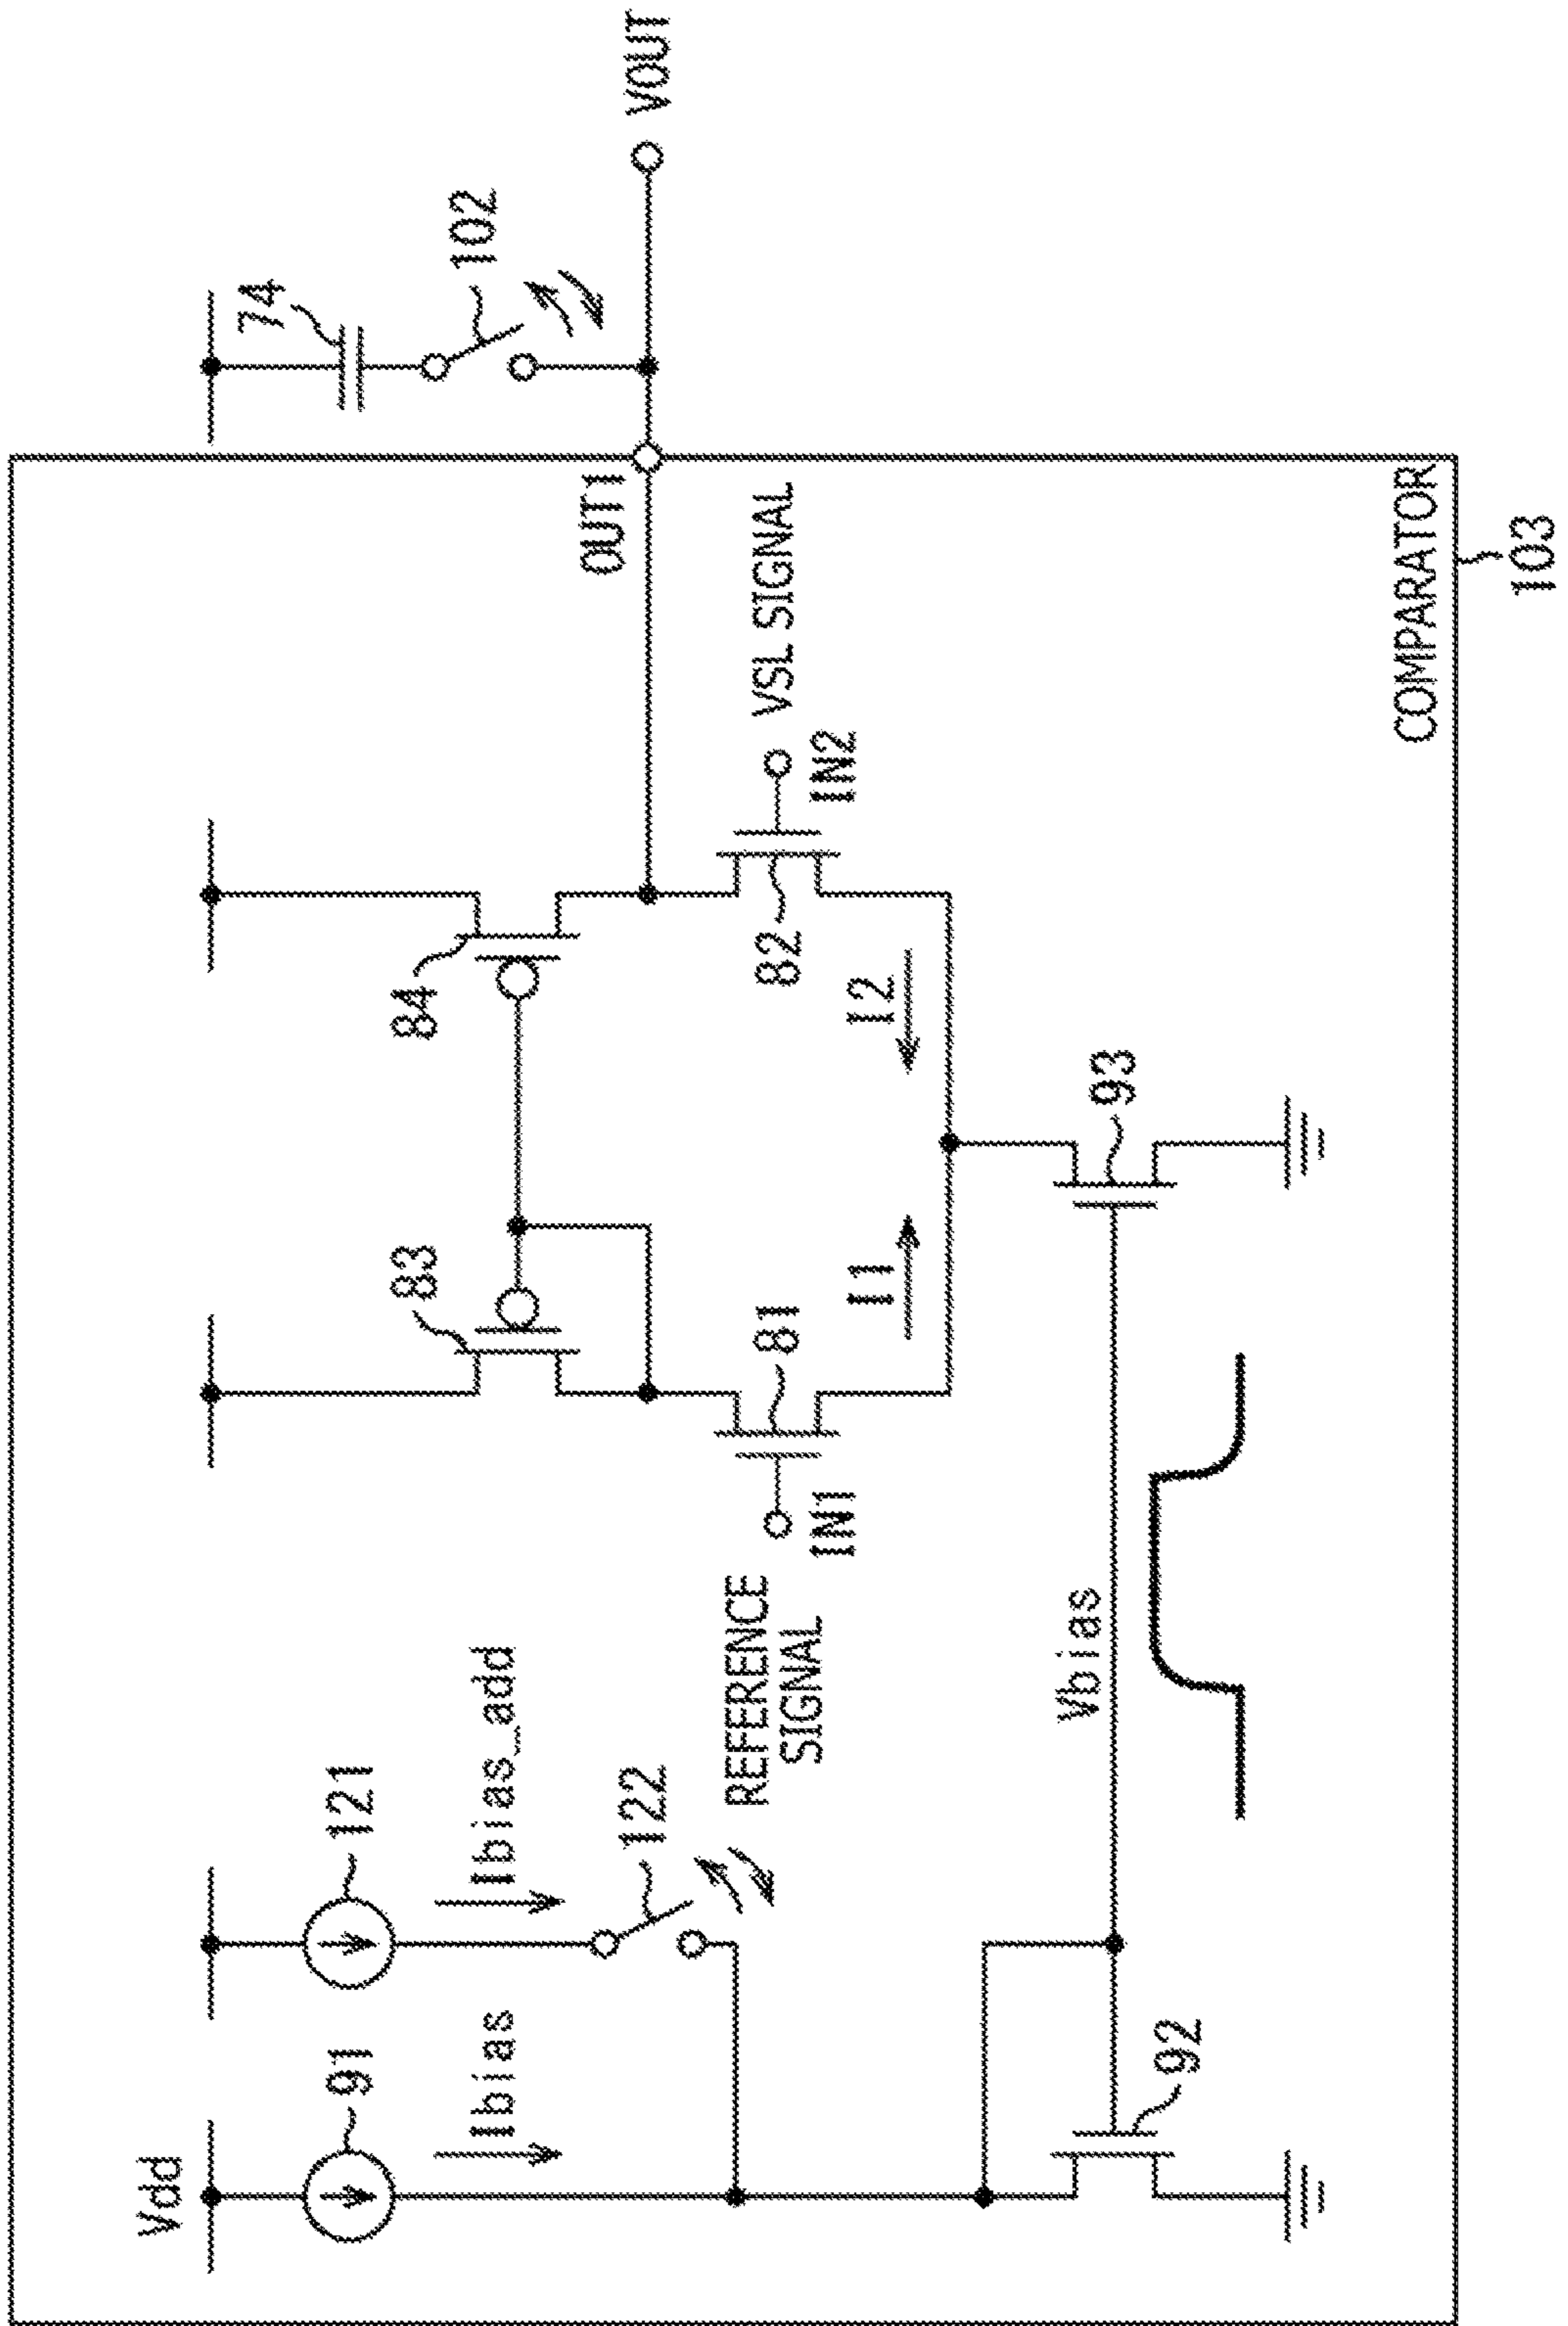 Vdd
91
Ibias
121
Ibias_add
122
REFERENCE
SIGNAL
IN1
81
83
84
I1
I2
82
IN2
VSL SIGNAL
OUT1
74
102
VOUT
Vbias
92
93
COMPARATOR
103